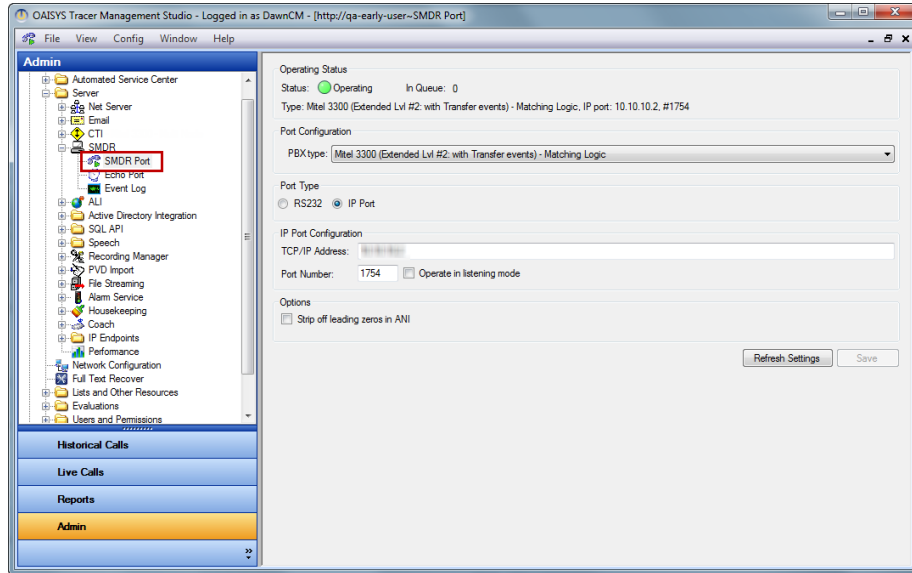 OAISYS Tracer Management Studio - Logged in as DawnCM - [http://qa-early-user~SMDR Port]
File View Config Window Help
Admin
Automated Service Center
Server
Net Server
Email
CTI
SMDR
SMDR Port
Echo Port
Event Log
ALI
Active Directory Integration
SQL API
Speech
Recording Manager
PVD Import
File Streaming
Alarm Service
Housekeeping
Coach
IP Endpoints
Performance
Network Configuration
Full Text Recover
Lists and Other Resources
Evaluations
Users and Permissions
Historical Calls
Live Calls
Reports
Admin
Operating Status
Status: Operating In Queue: 0
Type: Mitel 3300 (Extended Lvl #2: with Transfer events) - Matching Logic, IP port: 10.10.10.2, #1754
Port Configuration
PBX type: Mitel 3300 (Extended Lvl #2: with Transfer events) - Matching Logic
Port Type
RS232 IP Port
IP Port Configuration
TCP/IP Address:
Port Number: 1754 Operate in listening mode
Options
Strip off leading zeros in ANI
Refresh Settings Save